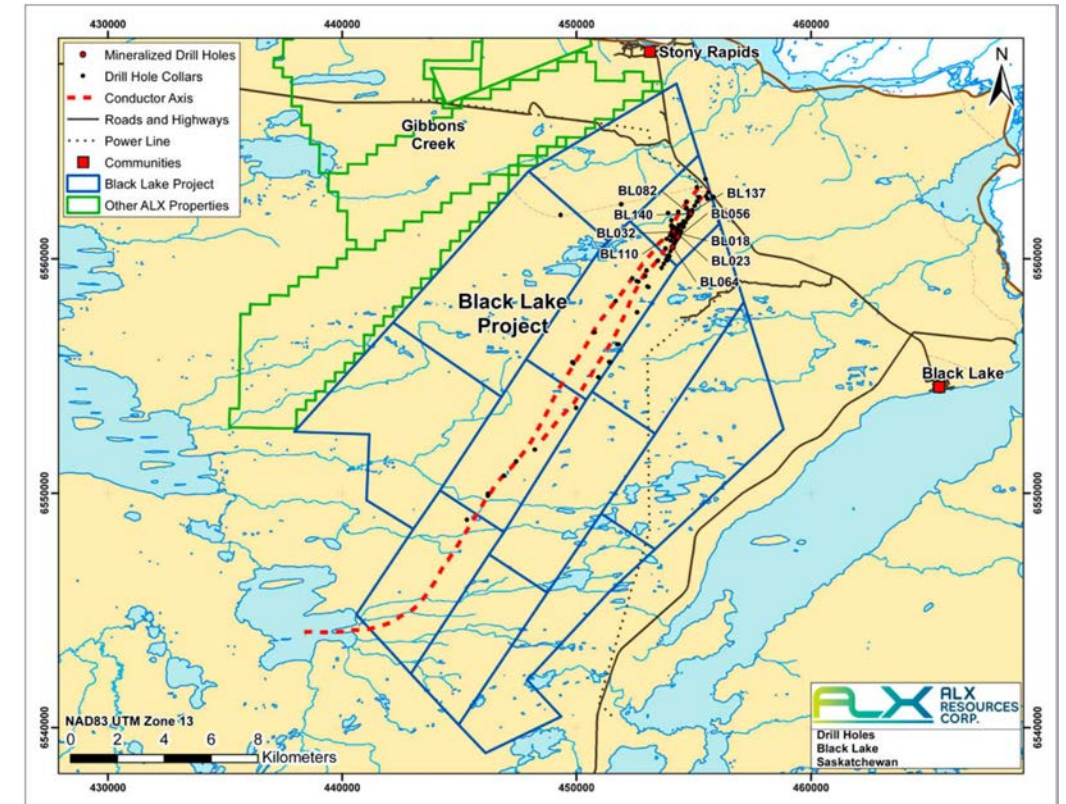 430000
440000
450000
460000
Mineralized Drill Holes
Drill Hole Collars
Conductor Axis
Roads and Highways
Power Line
Communities
Black Lake Project
Other ALX Properties
Stony Rapids
N
Gibbons
Creek
BL082
BL137
BL140
BL056
BL032
BL018
BL110
BL023
BL064
6560000
6560000
Black Lake
Project
Black Lake
6550000
6550000
NAD83 UTM Zone 13
0 2 4 6 8
Kilometers
ALX
ALX
RESOURCES
CORP.
Drill Holes
Black Lake
Saskatchewan
6540000
6540000
430000
440000
450000
460000